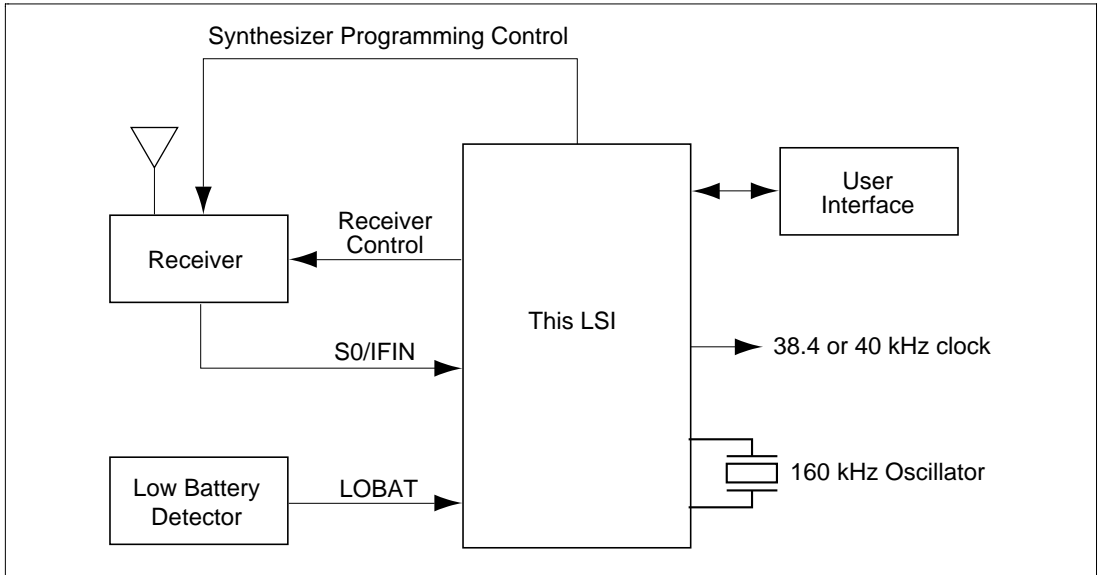 Synthesizer Programming Control
User
Interface
Receiver
Control
Receiver
This LSI
S0/IFIN
38.4 or 40 kHz clock
Low Battery
Detector
LOBAT
160 kHz Oscillator